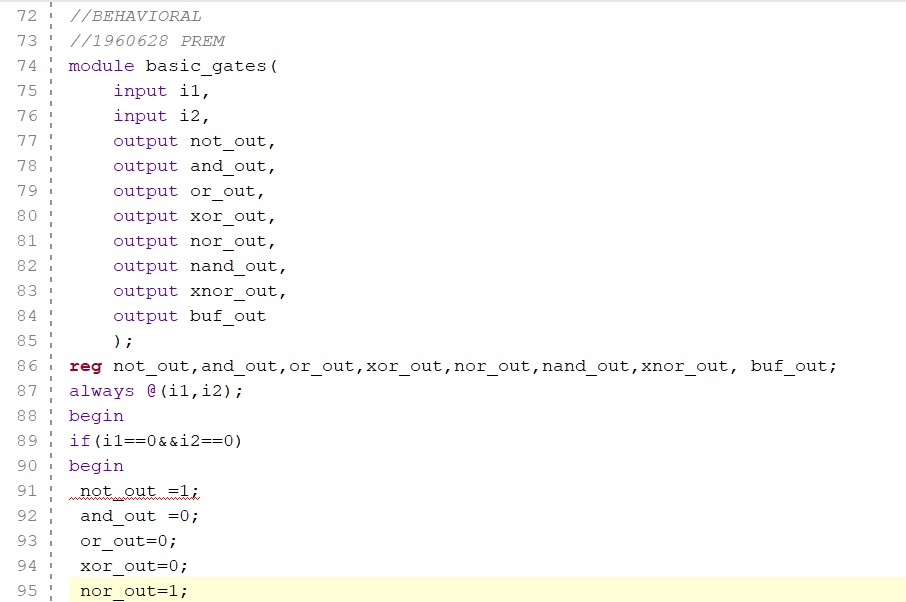 72 //BEHAVIORAL
73 //1960628 PREM
74 module basic_gates(
75 input i1,
76 input i2,
77 output not_out,
78 output and_out,
79 output or_out,
80 output xor_out,
81 output nor_out,
82 output nand_out,
83 output xnor_out,
84 output buf_out
85 );
86 reg not_out,and_out,or_out,xor_out,nor_out,nand_out,xnor_out, buf_out;
87 always @(i1,i2);
88 begin
89 if(i1==0&&i2==0)
90 begin
91 not_out =1;
92 and_out =0;
93 or_out=0;
94 xor_out=0;
95 nor_out=1;